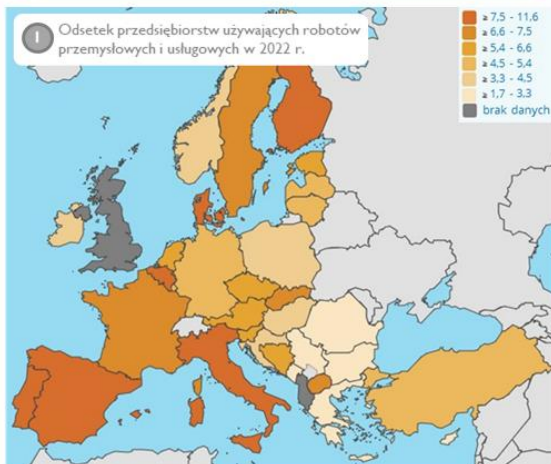 I
Odsetek przedsiębiorstw używających robotów
przemysłowych i usługowych w 2022 r.
≥ 7,5 - 11,6
≥ 6,6 - 7,5
≥ 5,4 - 6,6
≥ 4,5 - 5,4
≥ 3,3 - 4,5
≥ 1,7 - 3,3
brak danych